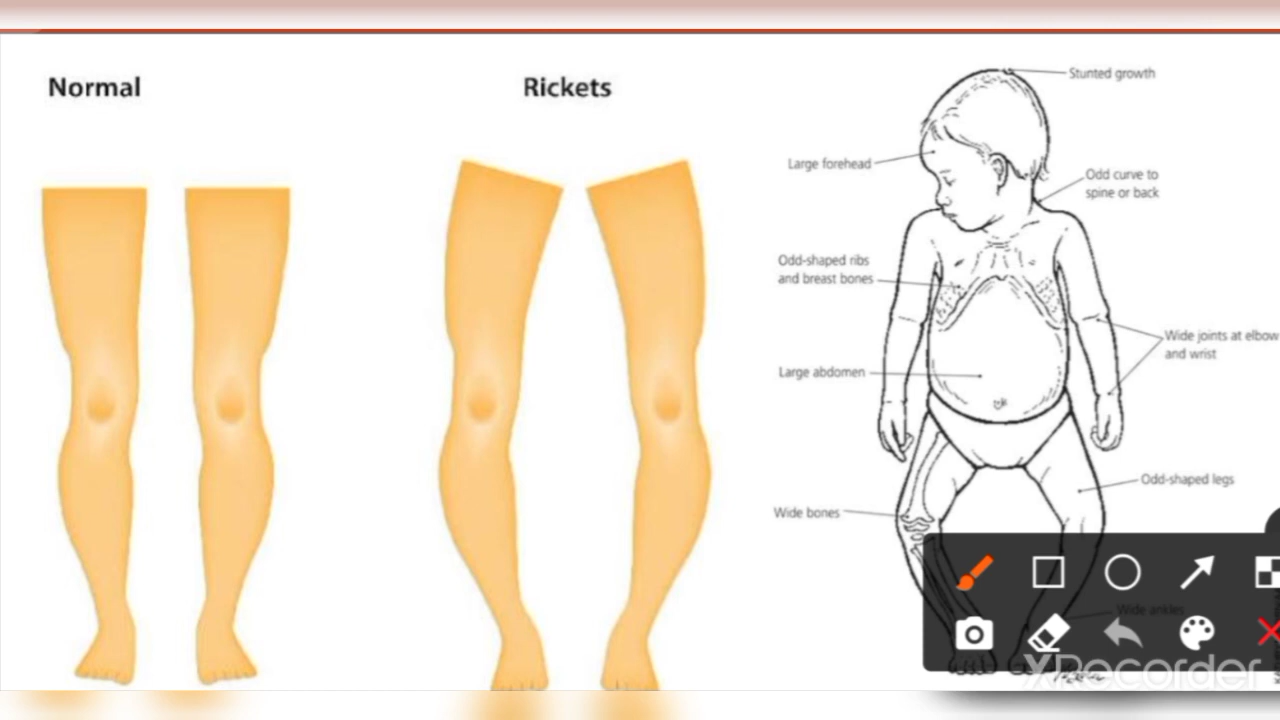 Normal
Rickets
Stunted growth
Large forehead
Odd curve to
spine or back
Odd-shaped ribs
and breast bones
Wide joints at elbow
and wrist
Large abdomen
Odd-shaped legs
Wide bones
Wide ankles
XRecorder